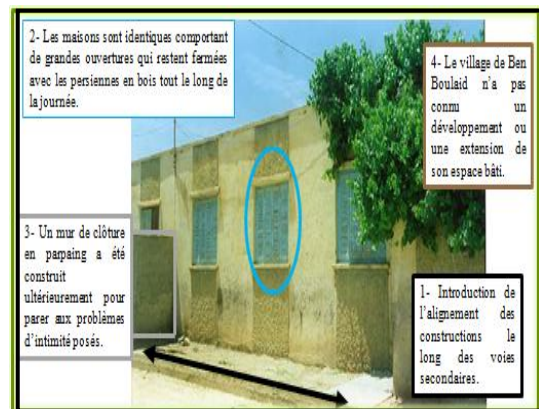 2- Les maisons sont identiques comportant
de grandes ouvertures qui restent fermées
avec les persiennes en bois tout le long de
la journée.
4- Le village de Ben
Boulaid n’a pas
connu un
développement ou
une extension de
son espace bâti.
3- Un mur de clôture
en parpaing a été
construit
ultérieurement pour
parer aux problèmes
d’intimité posés.
1- Introduction de
l’alignement des
constructions le
long des voies
secondaires.